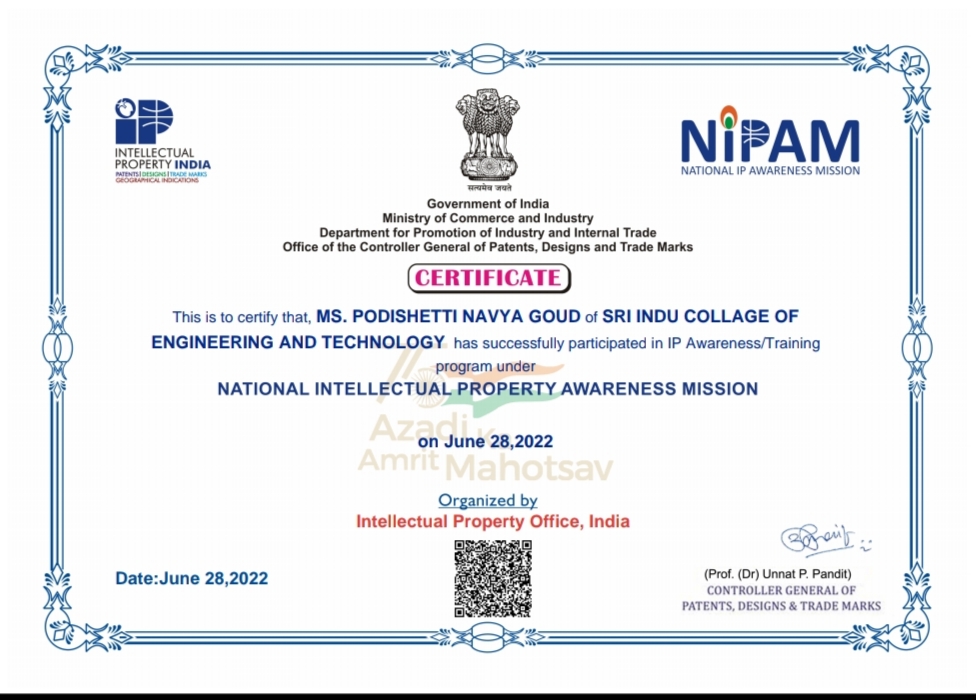 INTELLECTUAL
PROPERTY INDIA
PATENTS | DESIGNS | TRADE MARKS
GEOGRAPHICAL INDICATIONS
सत्यमेव जयते
NiPAM
NATIONAL IP AWARENESS MISSION
Government of India
Ministry of Commerce and Industry
Department for Promotion of Industry and Internal Trade
Office of the Controller General of Patents, Designs and Trade Marks
CERTIFICATE
This is to certify that, MS. PODISHETTI NAVYA GOUD of SRI INDU COLLAGE OF
ENGINEERING AND TECHNOLOGY has successfully participated in IP Awareness/Training
program under
NATIONAL INTELLECTUAL PROPERTY AWARENESS MISSION
Azadi Ka
on June 28,2022
Amrit Mahotsav
Organized by
Intellectual Property Office, India
Date:June 28,2022
(Prof. (Dr) Unnat P. Pandit)
CONTROLLER GENERAL OF
PATENTS, DESIGNS & TRADE MARKS